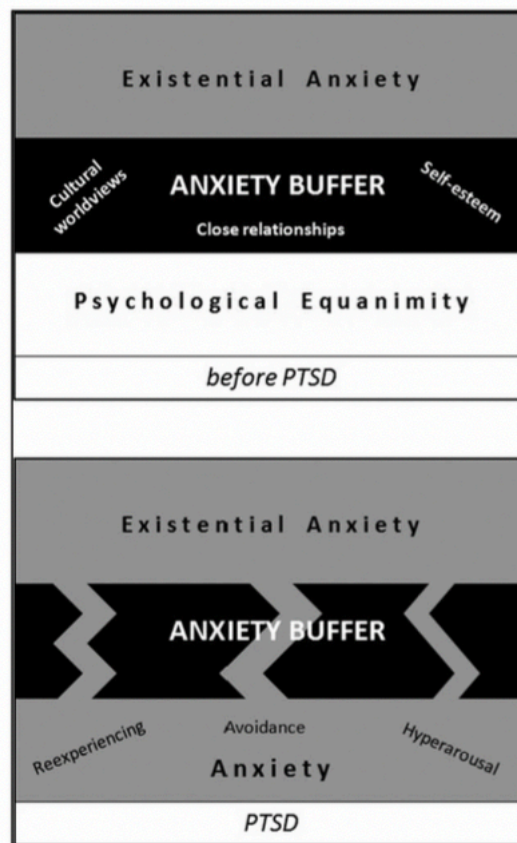 Existential Anxiety
Cultural
worldviews
ANXIETY BUFFER
Self-esteem
Close relationships
Psychological Equanimity
before PTSD
Existential Anxiety
ANXIETY BUFFER
Reexperiencing
Avoidance
Hyperarousal
Anxiety
PTSD